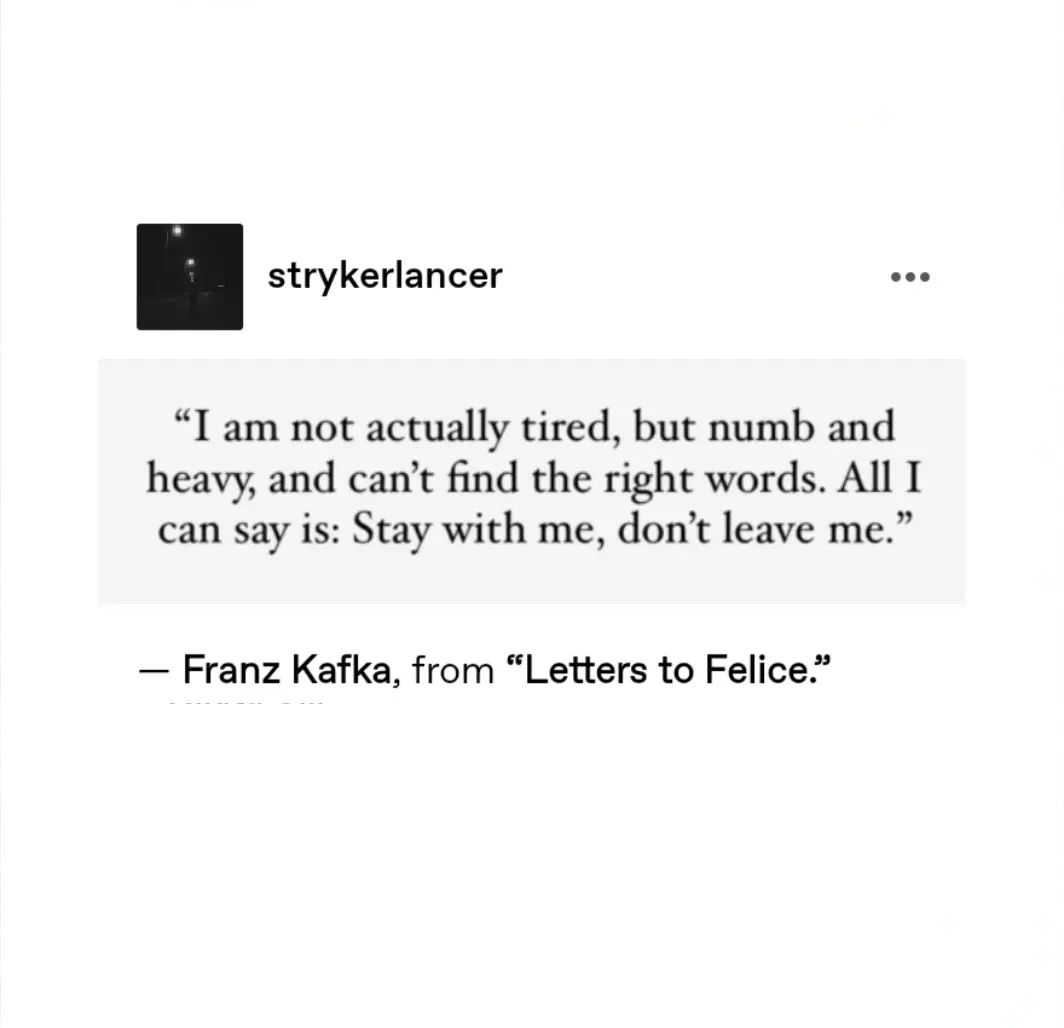 strykerlancer
“I am not actually tired, but numb and
heavy, and can’t find the right words. All I
can say is: Stay with me, don’t leave me.”
— Franz Kafka, from “Letters to Felice.”